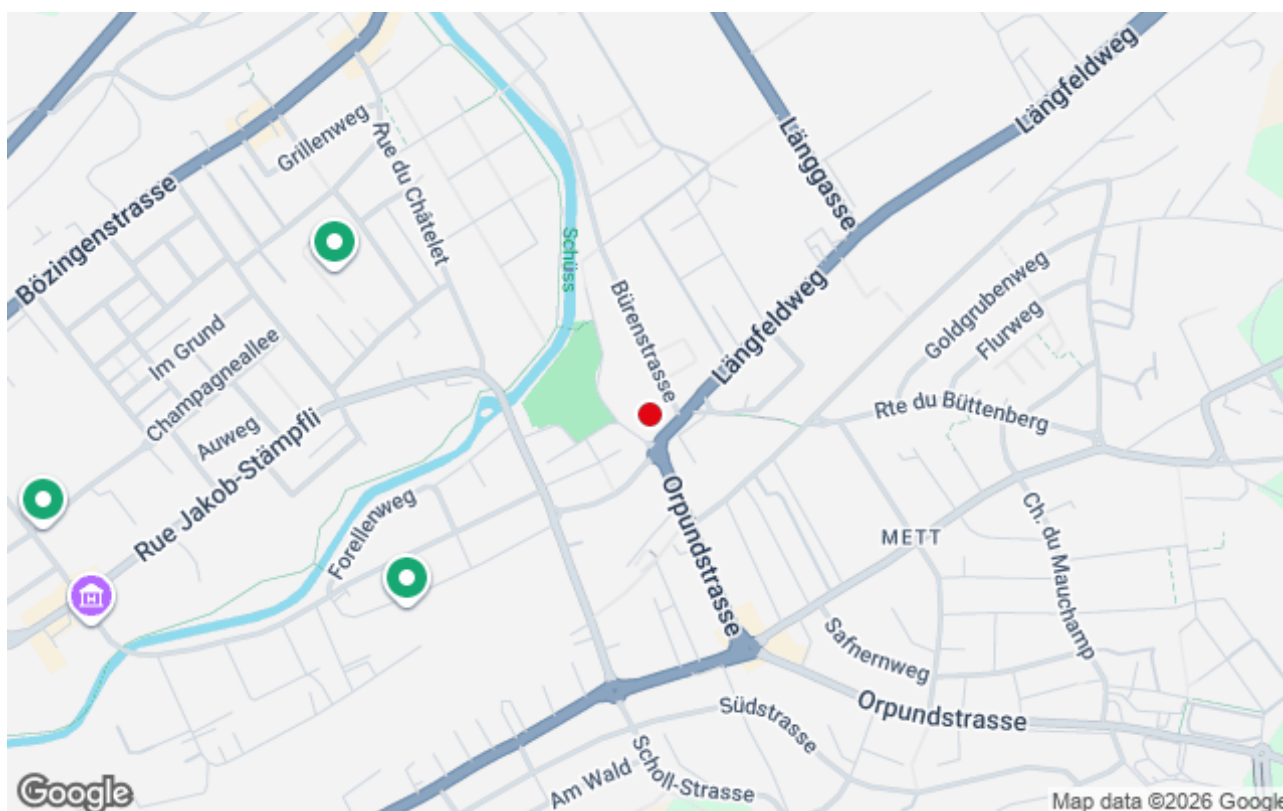 Längfeldweg
Grillenweg
Rue du Châtelet
Länggasse
Bözingenstrasse
Schüss
Bürenstrasse
Längfeldweg
Goldgrubenweg
Flurweg
Im Grund
Champagneallee
Auweg
Rue Jakob-Stämpfli
Rte du Büttenberg
Forellenweg
Orpundstrasse
METT
Ch. du Mauchamp
Safnernweg
Südstrasse
Orpundstrasse
Am Wald
Scholl-Strasse
Google
Map data ©2026 Google